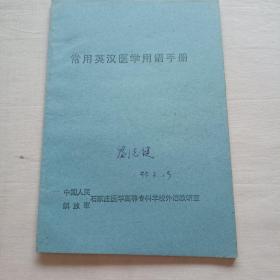 常用英汉医学用语手册
中国人民
解放军
石家庄医学高等专科学校外语教研室